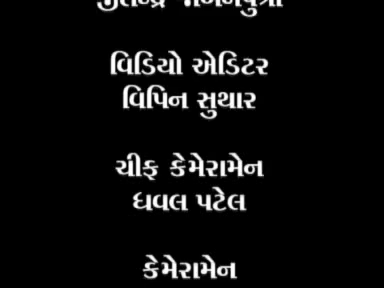 વિડિયો એડિટર
વિપિન સુથાર
ચીફ કેમેરામેન
ધવલ પટેલ
કેમેરામેન